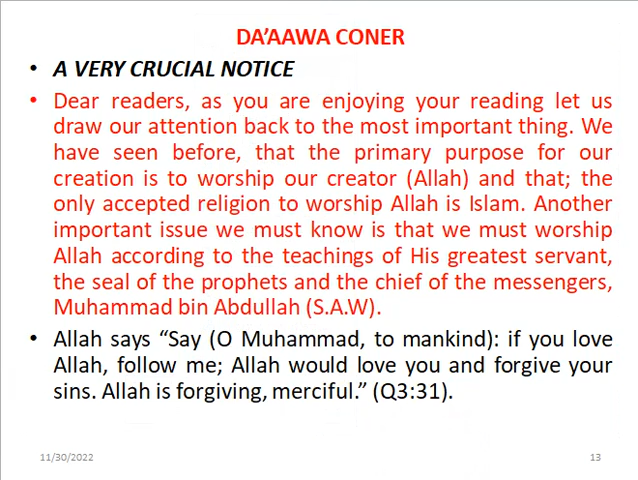 DA’AAWA CONER
• A VERY CRUCIAL NOTICE
• Dear readers, as you are enjoying your reading let us
draw our attention back to the most important thing. We
have seen before, that the primary purpose for our
creation is to worship our creator (Allah) and that; the
only accepted religion to worship Allah is Islam. Another
important issue we must know is that we must worship
Allah according to the teachings of His greatest servant,
the seal of the prophets and the chief of the messengers,
Muhammad bin Abdullah (S.A.W).
• Allah says “Say (O Muhammad, to mankind): if you love
Allah, follow me; Allah would love you and forgive your
sins. Allah is forgiving, merciful.” (Q3:31).
11/30/2022
13